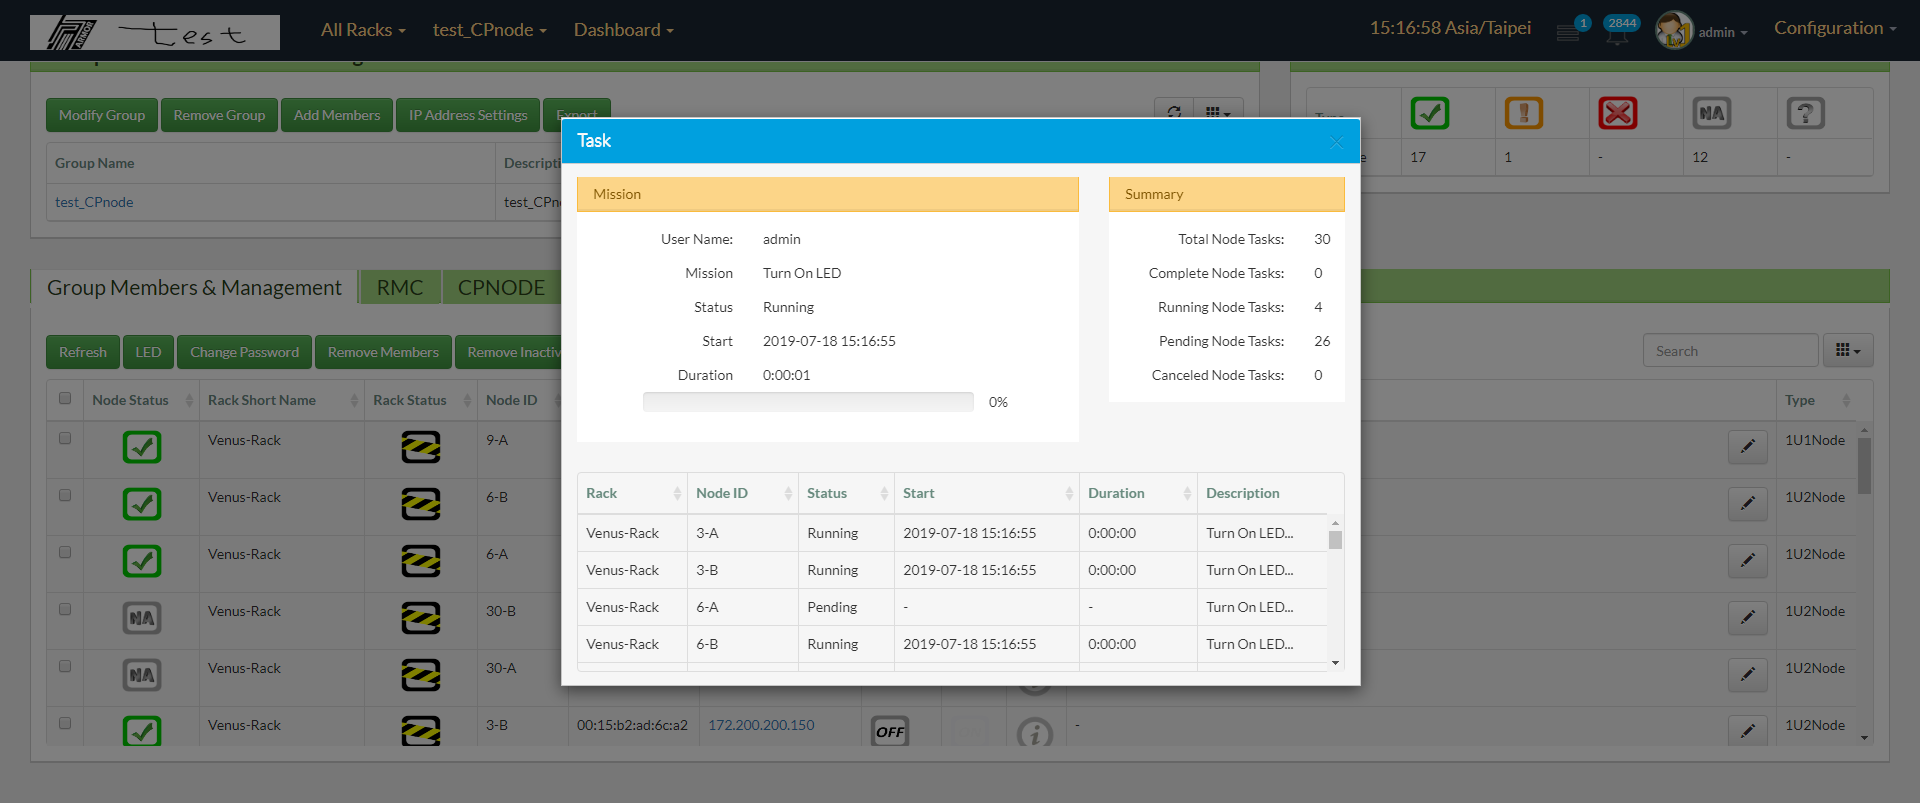 ARMOR test All Racks test_CPnode Dashboard 15:16:58 Asia/Taipei 1 2844 admin Configuration
Modify Group Remove Group Add Members IP Address Settings Export
Group Name
test_CPnode test_CPn
NA ?
17 1 - 12 -
Task
Mission
User Name: admin
Mission Turn On LED
Status Running
Start 2019-07-18 15:16:55
Duration 0:00:01
0%
Summary
Total Node Tasks: 30
Complete Node Tasks: 0
Running Node Tasks: 4
Pending Node Tasks: 26
Canceled Node Tasks: 0
Rack Node ID Status Start Duration Description
Venus-Rack 3-A Running 2019-07-18 15:16:55 0:00:00 Turn On LED...
Venus-Rack 3-B Running 2019-07-18 15:16:55 0:00:00 Turn On LED...
Venus-Rack 6-A Pending - - Turn On LED...
Venus-Rack 6-B Running 2019-07-18 15:16:55 0:00:00 Turn On LED...
Group Members & Management RMC CPNODE
Refresh LED Change Password Remove Members Remove Inactiv Search
Node Status Rack Short Name Rack Status Node ID Type
Venus-Rack 9-A 1U1Node
Venus-Rack 6-B 1U2Node
Venus-Rack 6-A 1U2Node
NA Venus-Rack 30-B 1U2Node
NA Venus-Rack 30-A 1U2Node
Venus-Rack 3-B 00:15:b2:ad:6c:a2 172.200.200.150 OFF i - 1U2Node